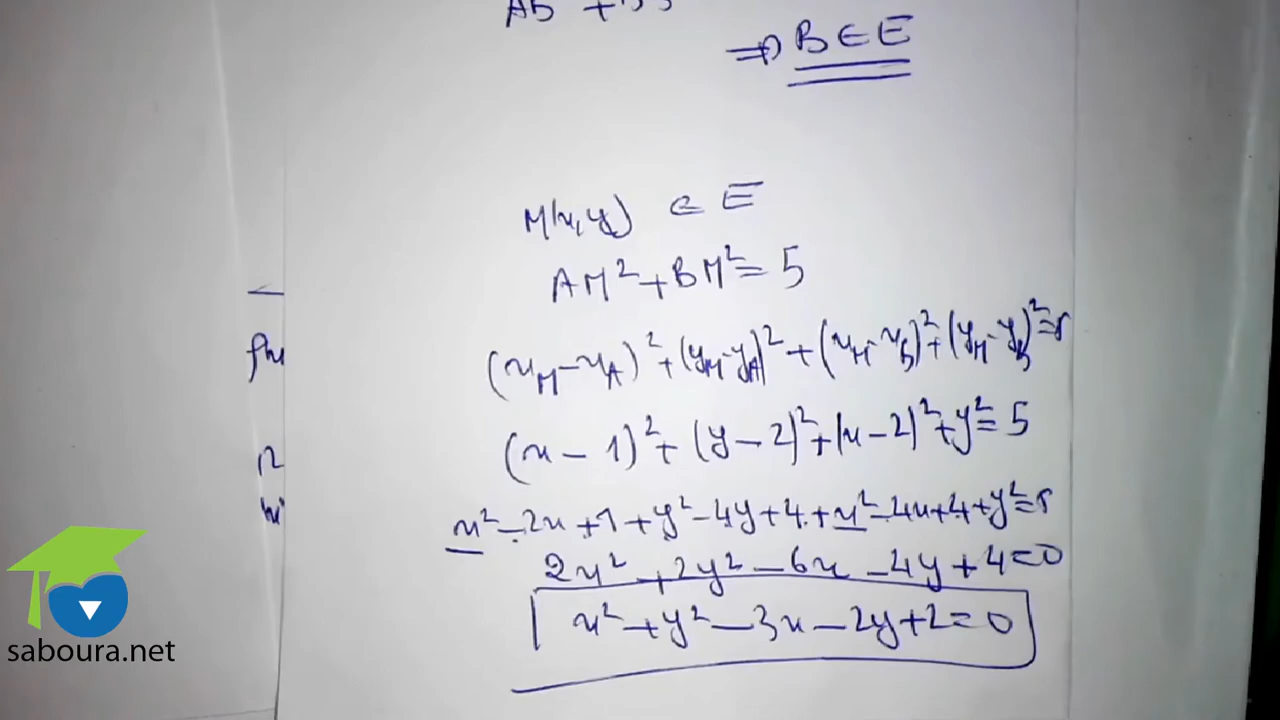 ⇒ B ∈ E
M(x, y) ∈ E
AM² + BM² = 5
(x_M - x_A)² + (y_M - y_A)² + (x_M - x_B)² + (y_M - y_B)² = 5
(x - 1)² + (y - 2)² + (x - 2)² + y² = 5
x² - 2x + 1 + y² - 4y + 4 + x² - 4x + 4 + y² = 5
2x² + 2y² - 6x - 4y + 4 = 0
x² + y² - 3x - 2y + 2 = 0
saboura.net